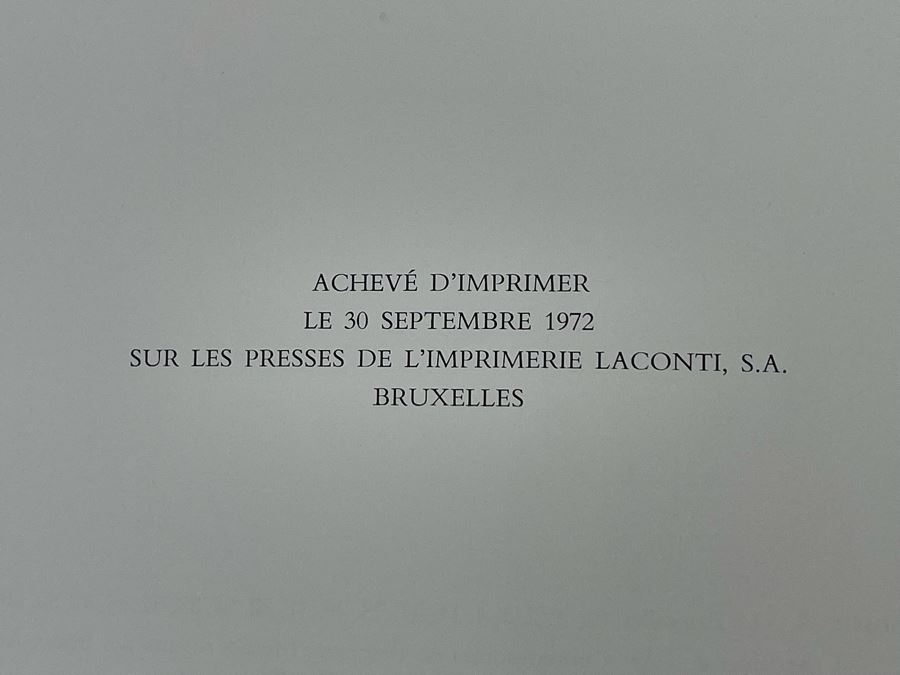 ACHEVÉ D’IMPRIMER
LE 30 SEPTEMBRE 1972
SUR LES PRESSES DE L’IMPRIMERIE LACONTI, S.A.
BRUXELLES